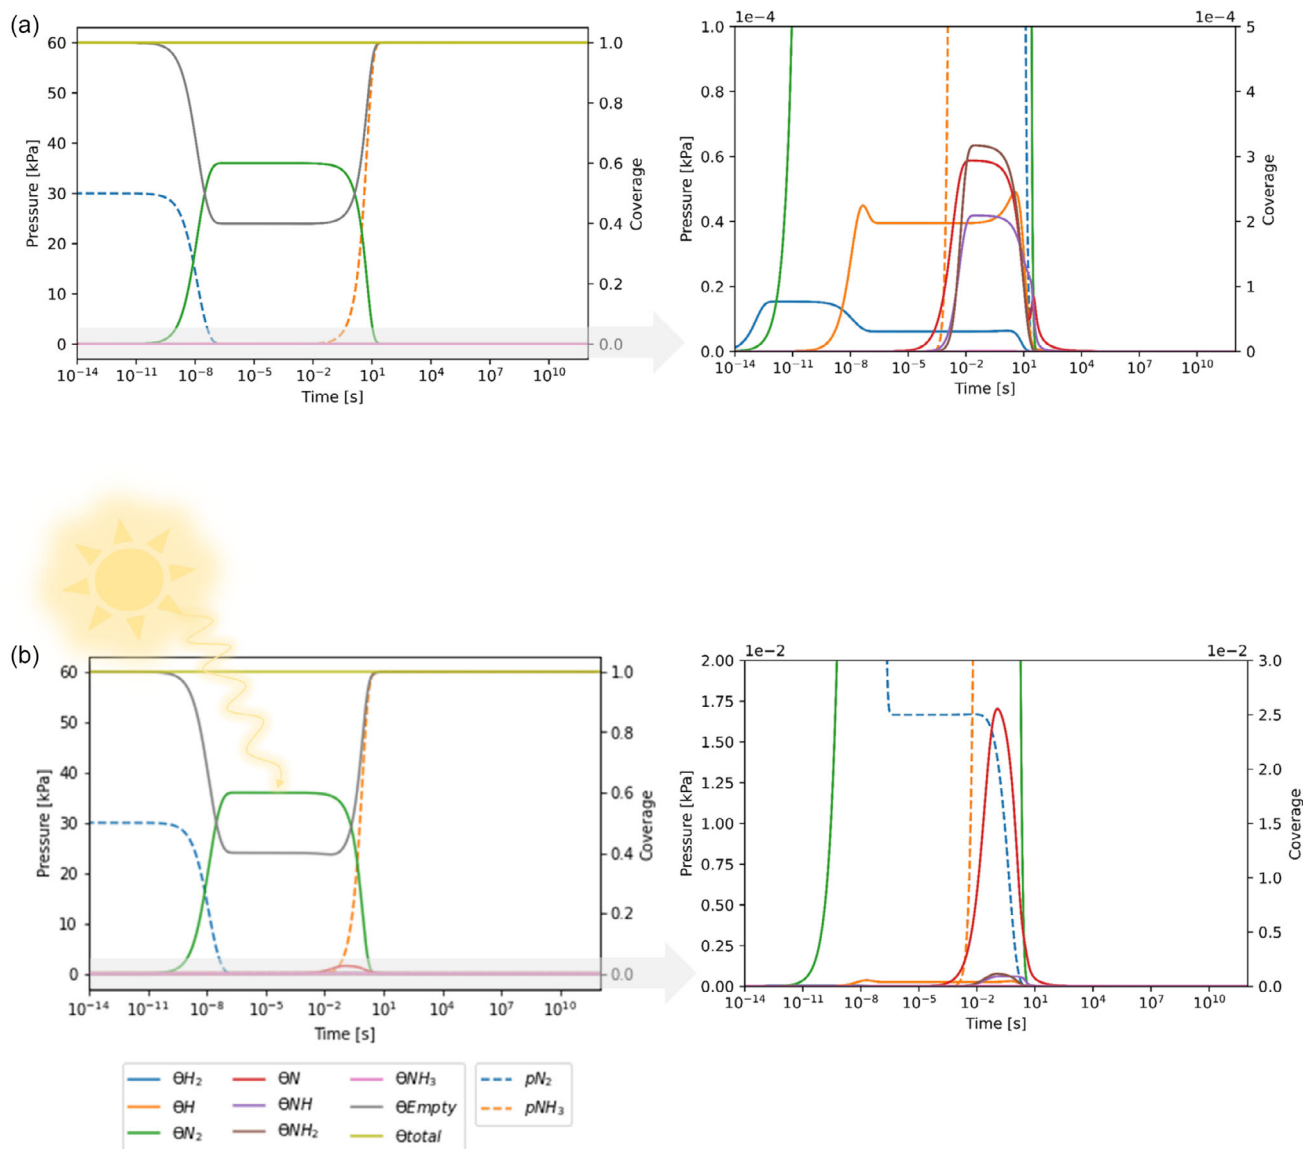 (a)
1e−4 1e−4
60
50
40
30
20
10
0
Pressure [kPa]
1.0
0.8
0.6
0.4
0.2
0.0
Coverage
10⁻¹⁴ 10⁻¹¹ 10⁻⁸ 10⁻⁵ 10⁻² 10¹ 10⁴ 10⁷ 10¹⁰
Time [s]
1.0
0.8
0.6
0.4
0.2
0.0
Pressure [kPa]
5
4
3
2
1
0
Coverage
10⁻¹⁴ 10⁻¹¹ 10⁻⁸ 10⁻⁵ 10⁻² 10¹ 10⁴ 10⁷ 10¹⁰
Time [s]
(b)
1e−2 1e−2
60
50
40
30
20
10
0
Pressure [kPa]
1.0
0.8
0.6
0.4
0.2
0.0
Coverage
10⁻¹⁴ 10⁻¹¹ 10⁻⁸ 10⁻⁵ 10⁻² 10¹ 10⁴ 10⁷ 10¹⁰
Time [s]
2.00
1.75
1.50
1.25
1.00
0.75
0.50
0.25
0.00
Pressure [kPa]
3.0
2.5
2.0
1.5
1.0
0.5
0.0
Coverage
10⁻¹⁴ 10⁻¹¹ 10⁻⁸ 10⁻⁵ 10⁻² 10¹ 10⁴ 10⁷ 10¹⁰
Time [s]
ΘH₂ ΘN ΘNH₃ pN₂
ΘH ΘNH ΘEmpty pNH₃
ΘN₂ ΘNH₂ Θtotal